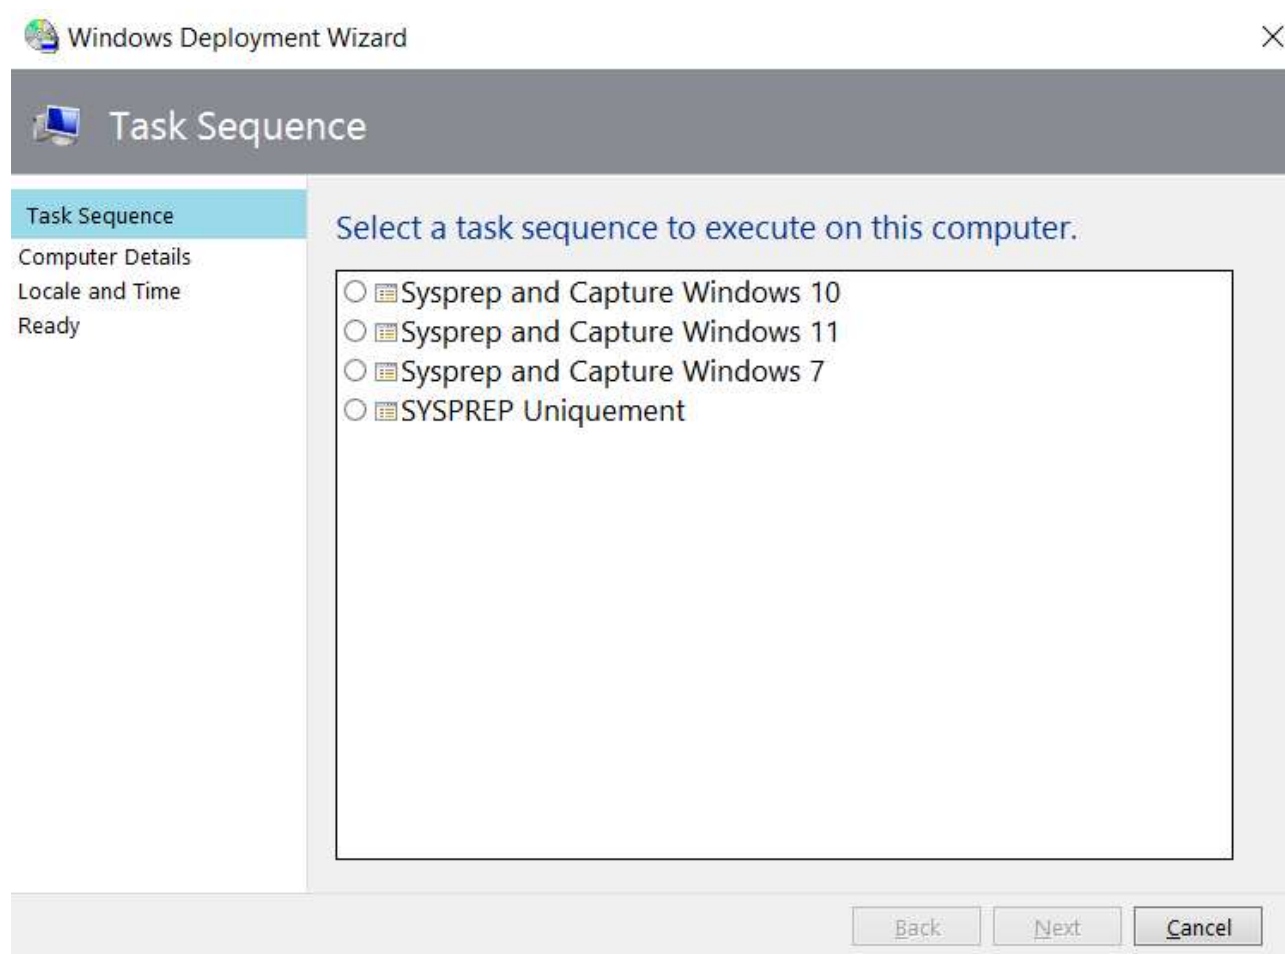 Windows Deployment Wizard
Task Sequence
Task Sequence
Computer Details
Locale and Time
Ready
Select a task sequence to execute on this computer.
Sysprep and Capture Windows 10
Sysprep and Capture Windows 11
Sysprep and Capture Windows 7
SYSPREP Uniquement
Back
Next
Cancel